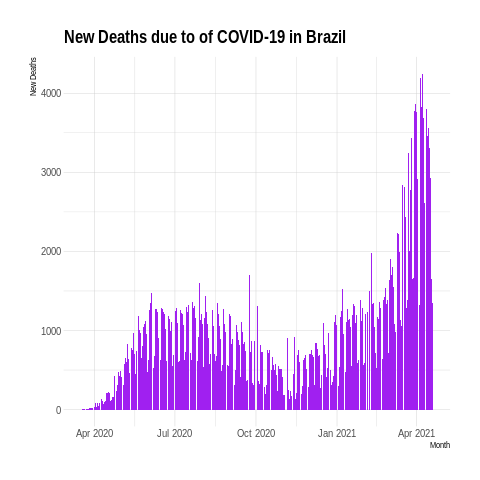 New Deaths due to of COVID-19 in Brazil
New Deaths
4000
3000
2000
1000
0
Apr 2020
Jul 2020
Oct 2020
Jan 2021
Apr 2021
Month